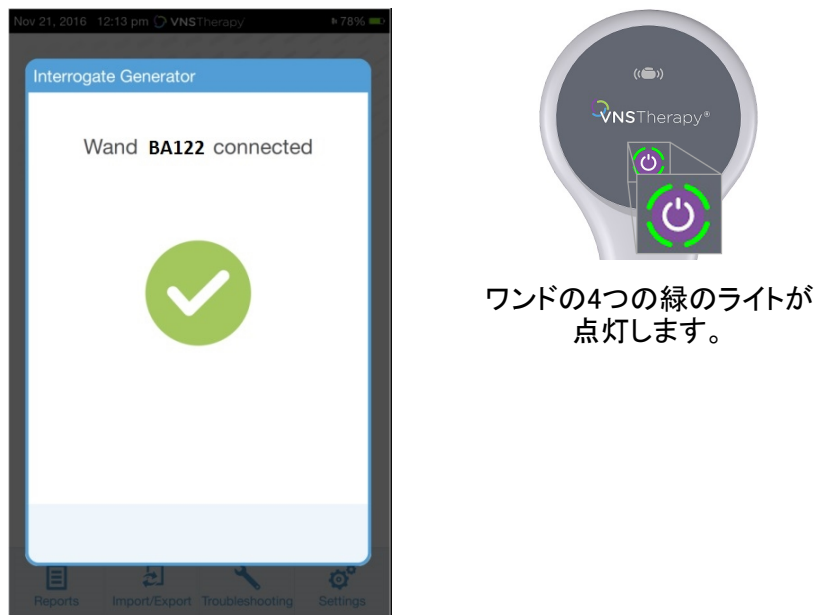 Nov 21, 2016 12:13 pm VNSTherapy 78%
Interrogate Generator
Wand BA122 connected
Reports Import/Export Troubleshooting Settings
VNSTherapy®
ワンドの4つの緑のライトが
点灯します。